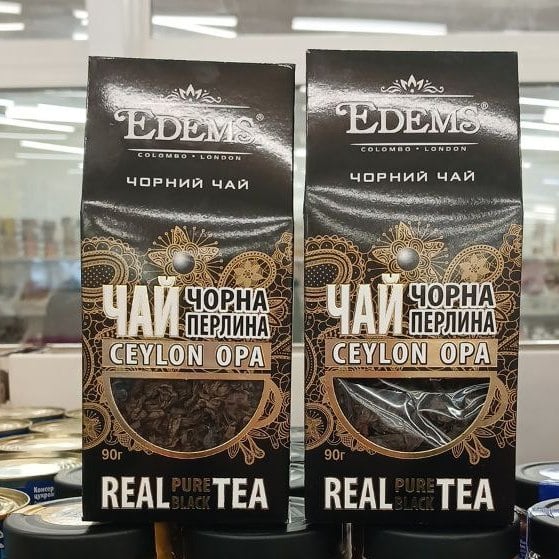 EDEMS®
COLOMBO • LONDON
ЧОРНИЙ ЧАЙ
ЧАЙ ЧОРНА ПЕРЛИНА
CEYLON OPA
90г
REAL PURE BLACK TEA
EDEMS®
COLOMBO • LONDON
ЧОРНИЙ ЧАЙ
ЧАЙ ЧОРНА ПЕРЛИНА
CEYLON OPA
90г
REAL PURE BLACK TEA